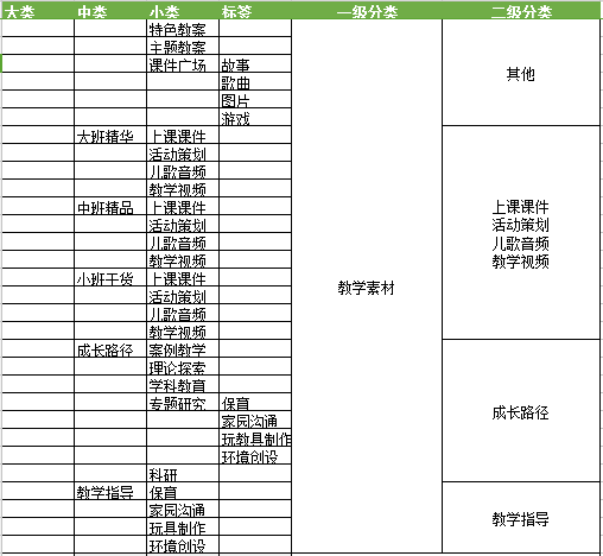 大类 中类 小类 标签 一级分类 二级分类
特色教案
主题教案
课件广场 故事
其他
歌曲
图片
游戏
大班精华 上课课件
活动策划
儿歌音频
教学视频
中班精品 上课课件
活动策划
儿歌音频
教学视频
上课课件
活动策划
儿歌音频
教学视频
小班干货 上课课件
教学素材
活动策划
儿歌音频
教学视频
成长路径 案例教学
理论探索
学科教育
专题研究 保育
成长路径
家园沟通
玩教具制作
环境创设
科研
教学指导 保育
家园沟通
教学指导
玩具制作
环境创设